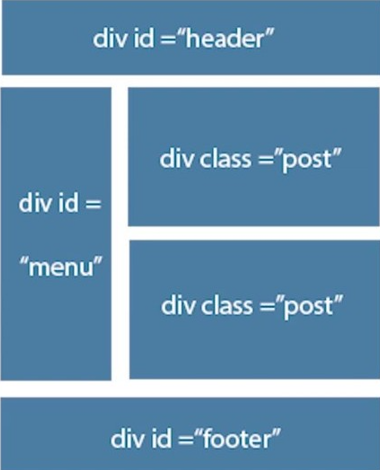 div id =“header”
div id =
“menu”
div class =”post”
div class =”post”
div id =“footer”